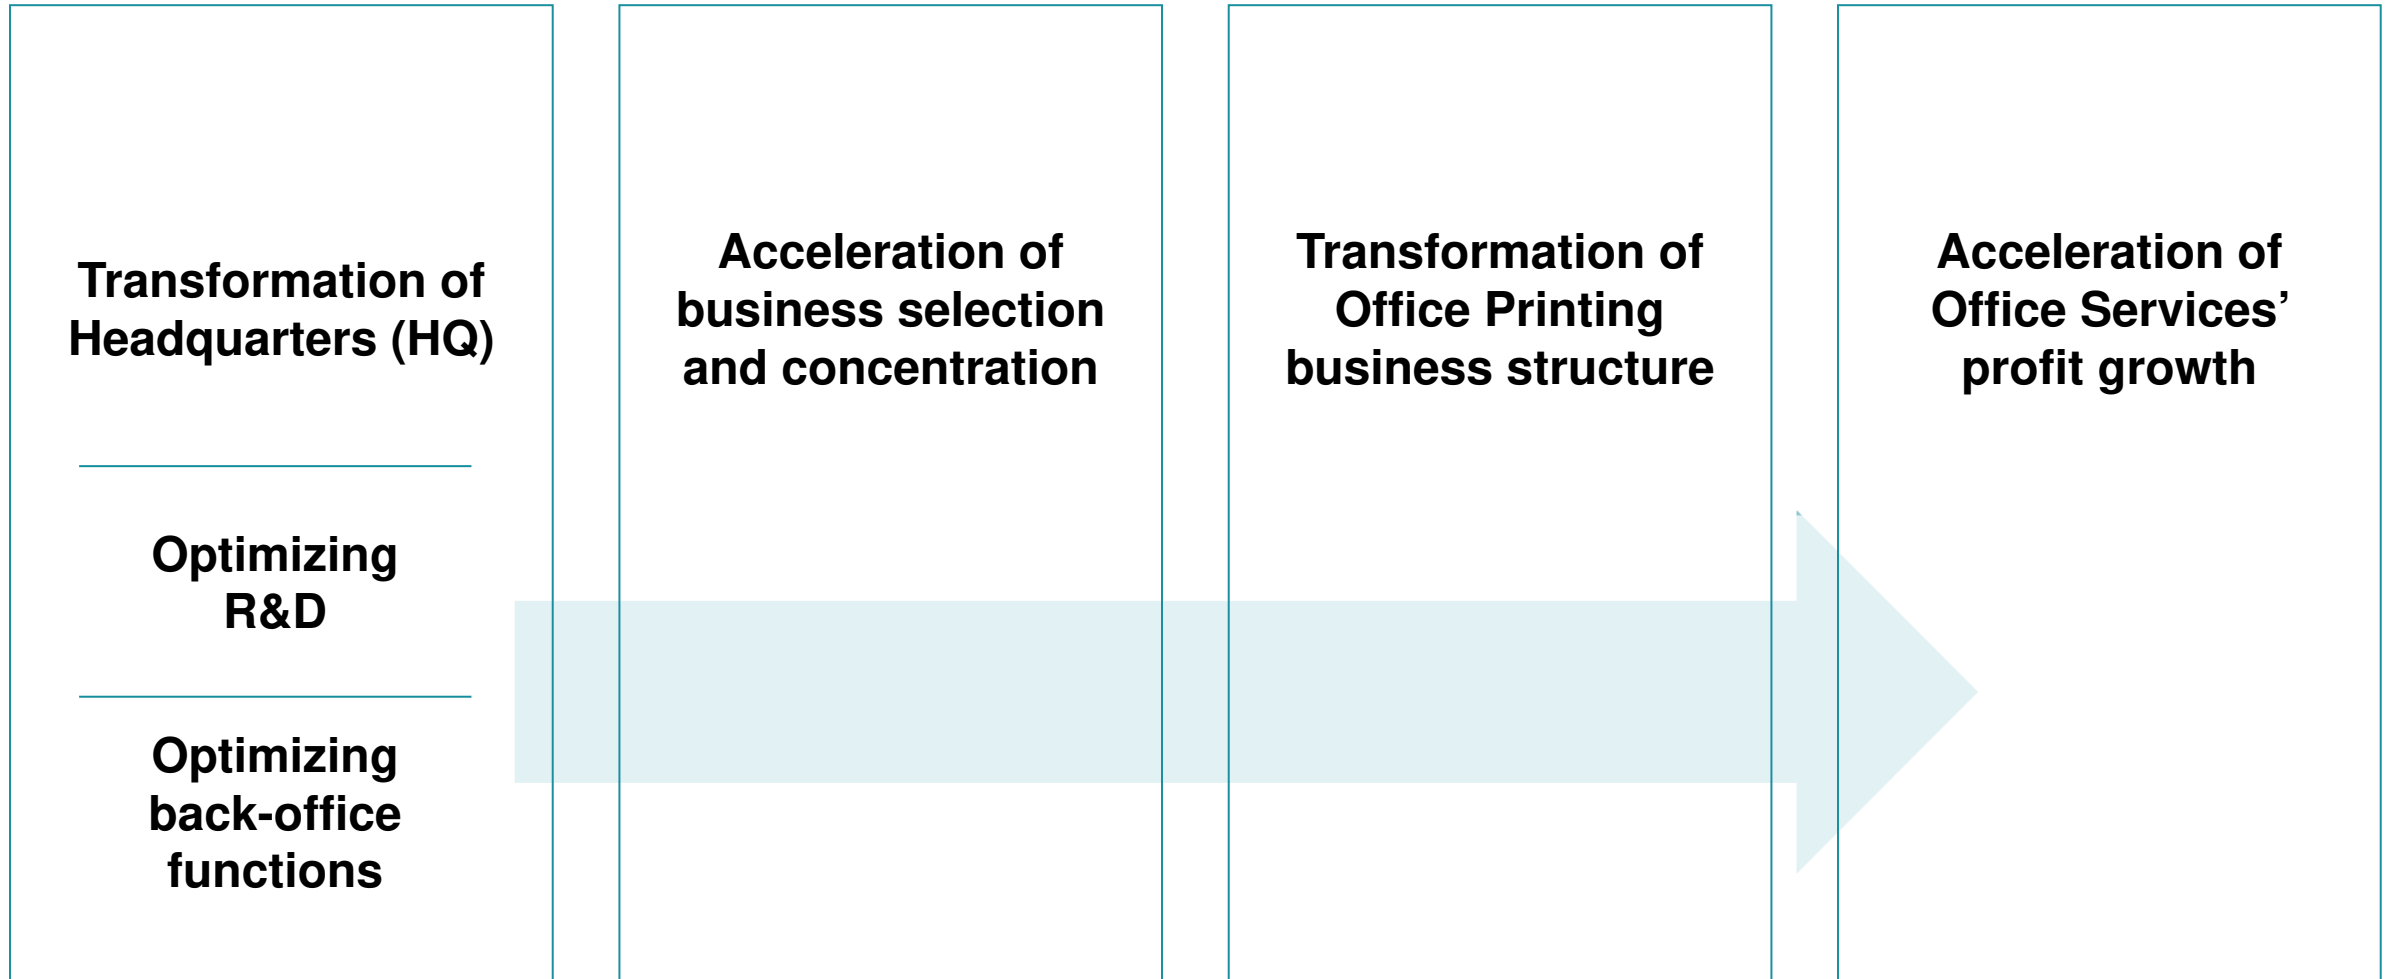 Transformation of
Headquarters (HQ)
Optimizing
R&D
Optimizing
back-office
functions
Acceleration of
business selection
and concentration
Transformation of
Office Printing
business structure
Acceleration of
Office Services’
profit growth